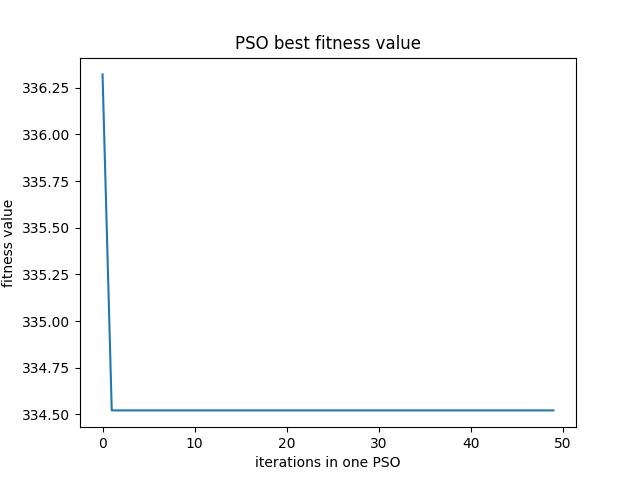 PSO best fitness value
fitness value
336.25
336.00
335.75
335.50
335.25
335.00
334.75
334.50
0 10 20 30 40 50
iterations in one PSO